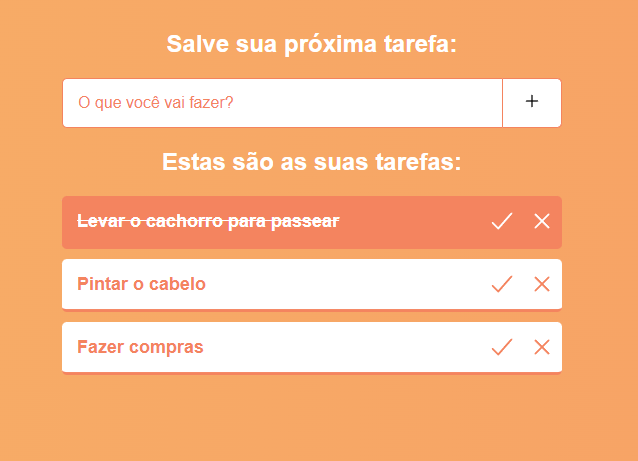 Salve sua próxima tarefa:
O que você vai fazer?
+
Estas são as suas tarefas:
Levar o cachorro para passear
Pintar o cabelo
Fazer compras